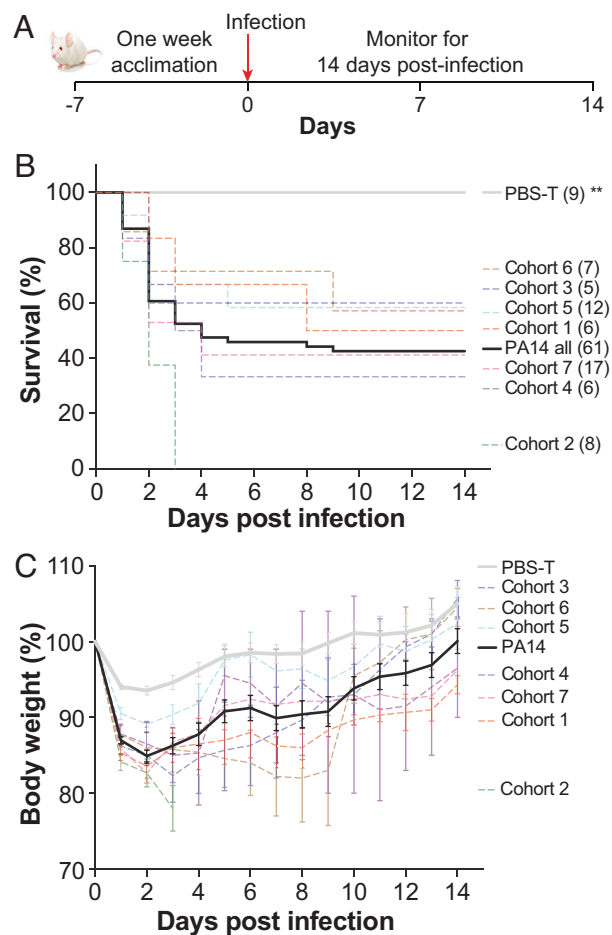 A
One week
acclimation
Infection
Monitor for
14 days post-infection
-7 0 7 14
Days
B
Survival (%)
100
80
60
40
20
0
0 2 4 6 8 10 12 14
Days post infection
PBS-T (9) **
Cohort 6 (7)
Cohort 3 (5)
Cohort 5 (12)
Cohort 1 (6)
PA14 all (61)
Cohort 7 (17)
Cohort 4 (6)
Cohort 2 (8)
C
Body weight (%)
110
100
90
80
70
0 2 4 6 8 10 12 14
Days post infection
PBS-T
Cohort 3
Cohort 6
Cohort 5
PA14
Cohort 4
Cohort 7
Cohort 1
Cohort 2